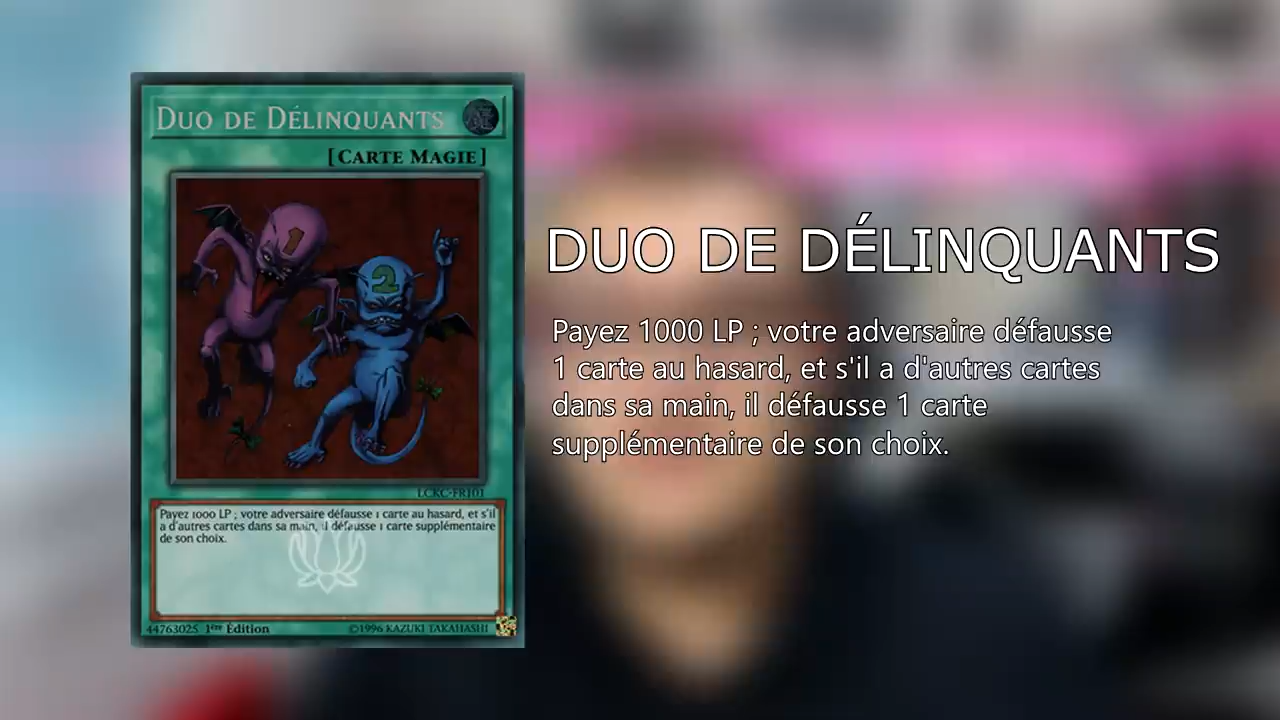 DUO DE DÉLINQUANTS
[CARTE MAGIE]
1
2
LCKC-FR101
Payez 1000 LP ; votre adversaire défausse 1 carte au hasard, et s'il
a d'autres cartes dans sa main, il défausse 1 carte supplémentaire
de son choix.
44763025 1ère Édition ©1996 KAZUKI TAKAHASHI
DUO DE DÉLINQUANTS
Payez 1000 LP ; votre adversaire défausse
1 carte au hasard, et s'il a d'autres cartes
dans sa main, il défausse 1 carte
supplémentaire de son choix.